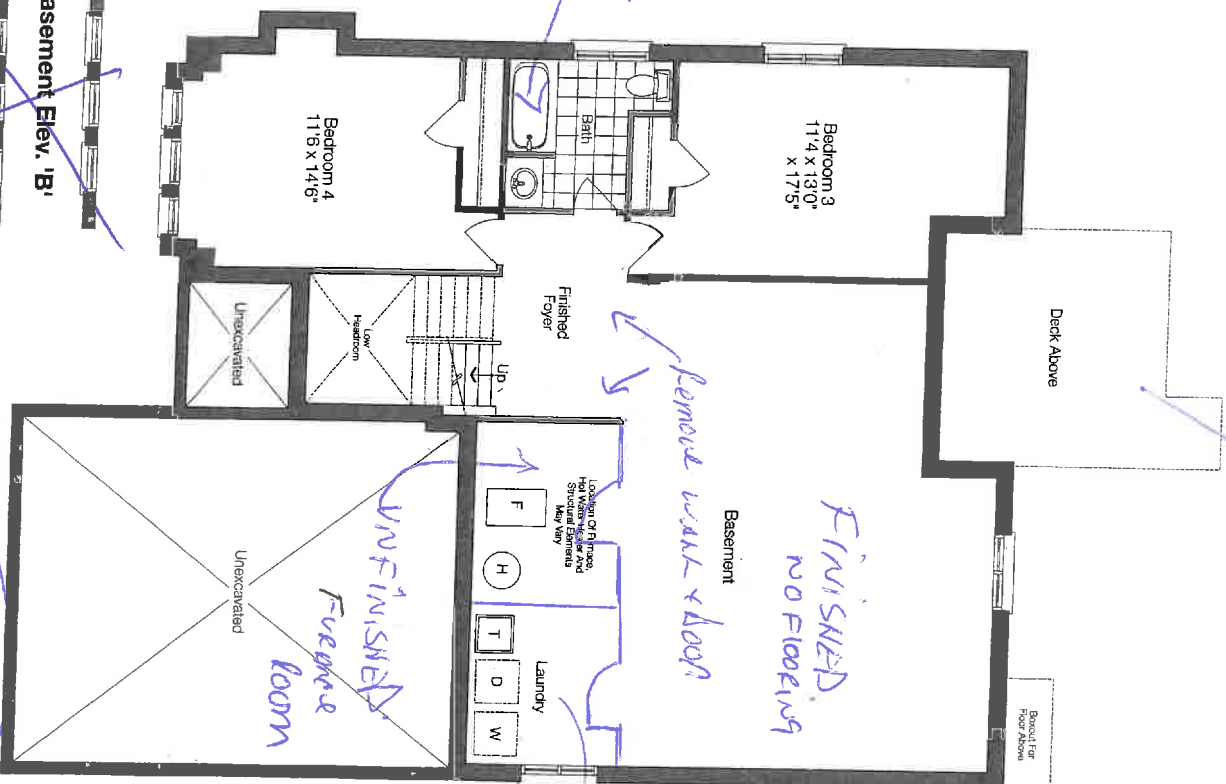 asement Elev. 'B'
Bedroom 4
11'6 x 14'6"
Bath
Bedroom 3
11'4 x 13'0"
x 17'5"
Finished
Foyer
Low
Headroom
Up
Unexcavated
Deck Above
Remove wall + door
Basement
FINISHED
NO FLOORING
Location Of Furnace,
Hot Water Heater And
Structural Elements
May Vary
F
H
T
D
W
Laundry
UNFINISHED
Furnace
Room
Unexcavated
Boxout For
Floor Above